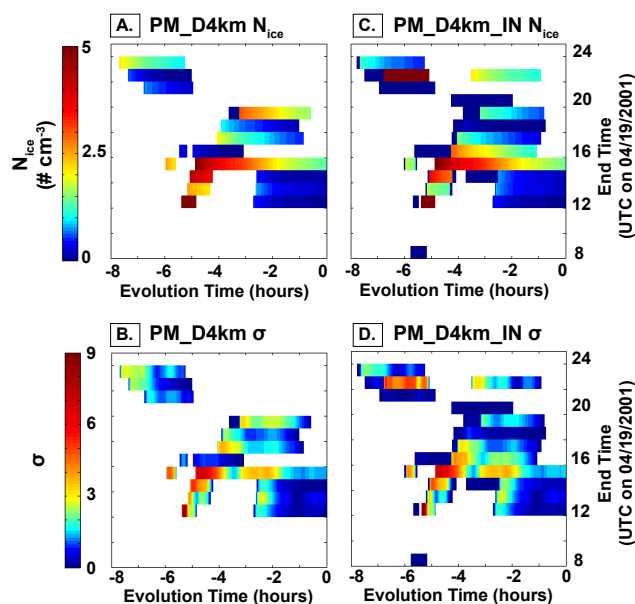 A. PM_D4km Nice
C. PM_D4km_IN Nice
5
2.5
0
Nice
(# cm-3)
24
20
16
12
8
End Time
(UTC on 04/19/2001)
-8 -6 -4 -2 0
Evolution Time (hours)
-8 -6 -4 -2 0
Evolution Time (hours)
B. PM_D4km σ
D. PM_D4km_IN σ
9
6
3
0
σ
24
20
16
12
8
End Time
(UTC on 04/19/2001)
-8 -6 -4 -2 0
Evolution Time (hours)
-8 -6 -4 -2 0
Evolution Time (hours)